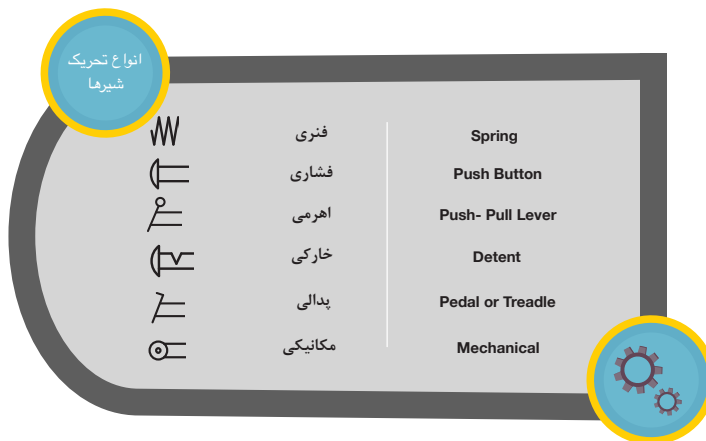 انواع تحریک
شیرها
فنری Spring
فشاری Push Button
اهرمی Push- Pull Lever
خارکی Detent
پدالی Pedal or Treadle
مکانیکی Mechanical